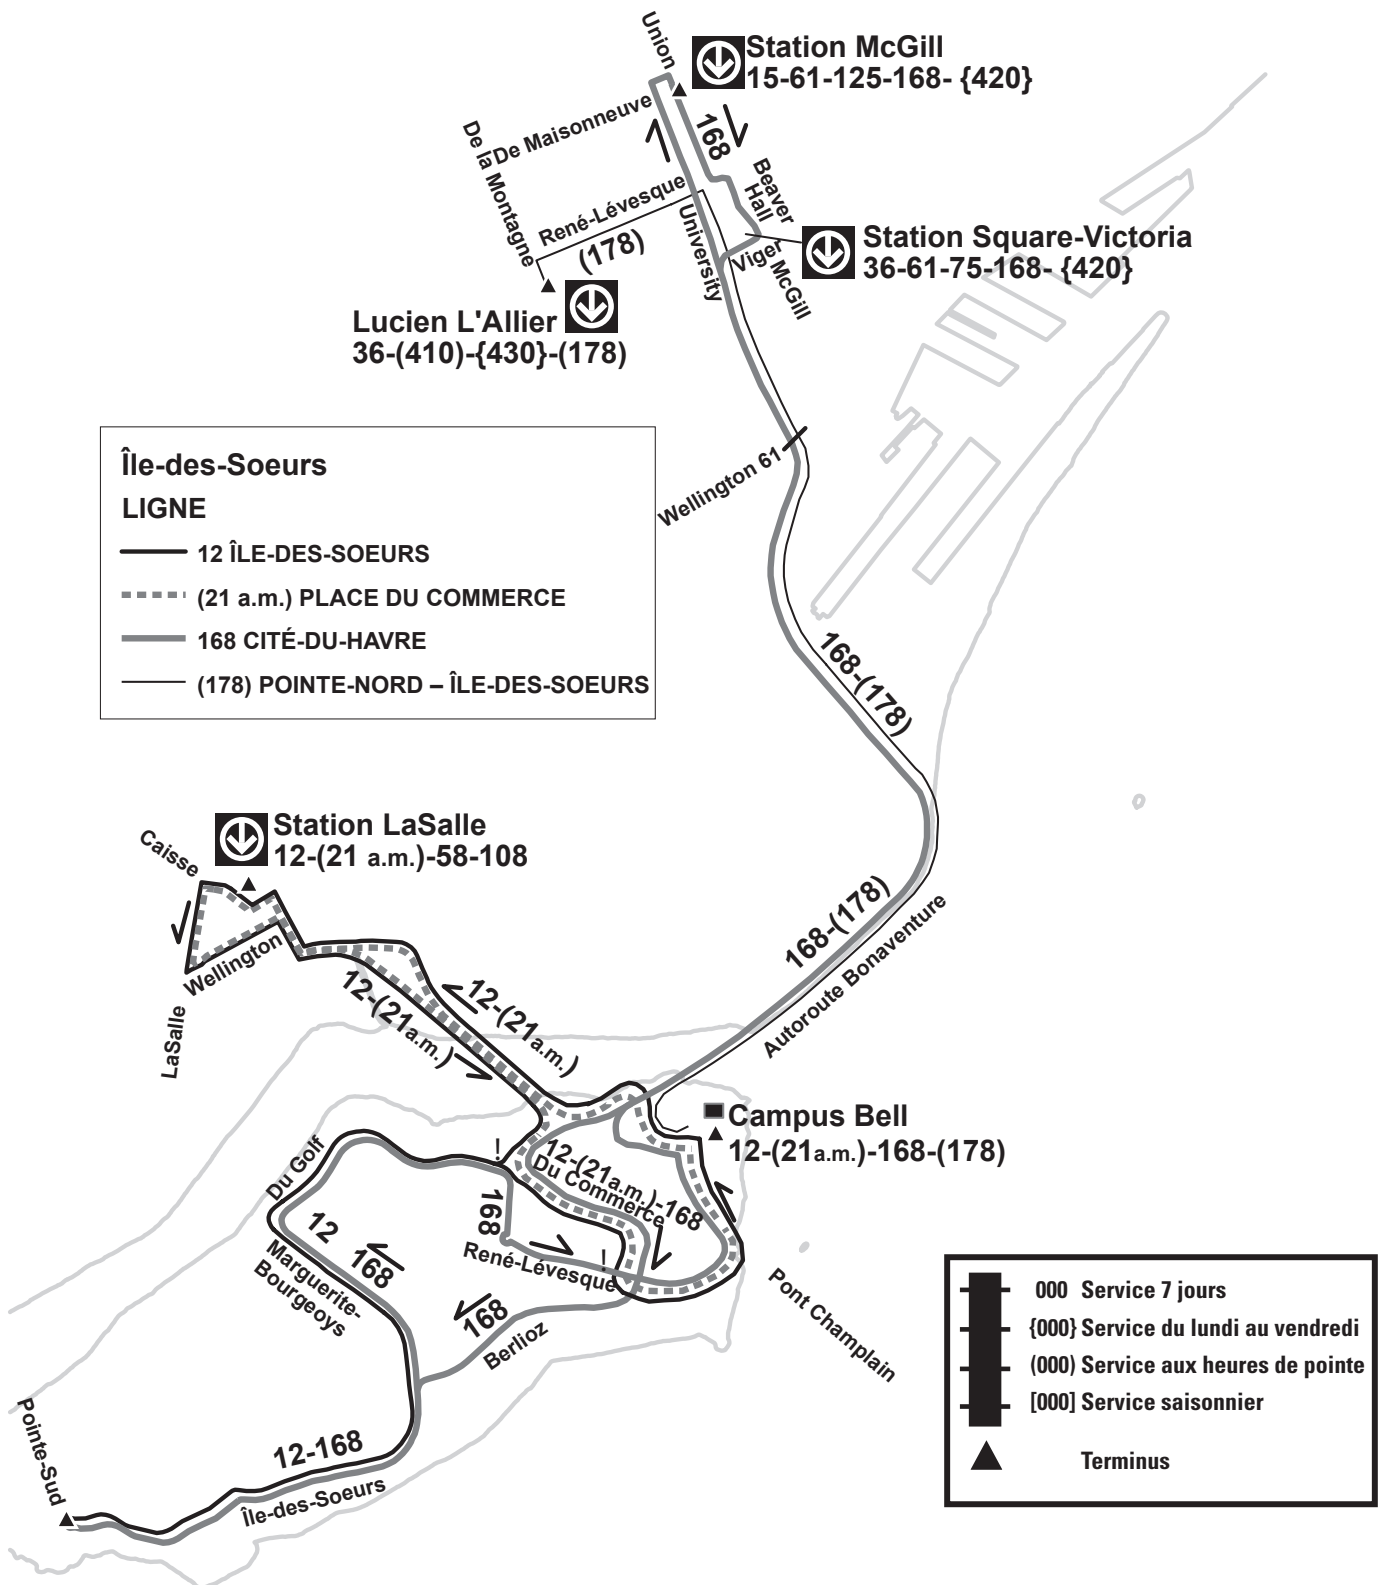 Union
Station McGill
15-61-125-168- {420}
De Maisonneuve
De la Montagne
168
Beaver
Hall
René-Lévesque
(178)
University
Viger
McGill
Station Square-Victoria
36-61-75-168- {420}
Lucien L'Allier
36-(410)-{430}-(178)
Île-des-Soeurs
LIGNE
12 ÎLE-DES-SOEURS
(21 a.m.) PLACE DU COMMERCE
168 CITÉ-DU-HAVRE
(178) POINTE-NORD – ÎLE-DES-SOEURS
Wellington 61
168-(178)
Caisse
Station LaSalle
12-(21 a.m.)-58-108
Wellington
LaSalle
12-(21a.m.)
12-(21a.m.)
168-(178)
Autoroute Bonaventure
Campus Bell
12-(21a.m.)-168-(178)
!
12-(21a.m.)-168
Du Commerce
Du Golf
12
168
Marguerite-
Bourgeoys
168
René-Lévesque
!
168
Berlioz
Pont Champlain
Pointe-Sud
12-168
Île-des-Soeurs
000 Service 7 jours
{000} Service du lundi au vendredi
(000) Service aux heures de pointe
[000] Service saisonnier
Terminus